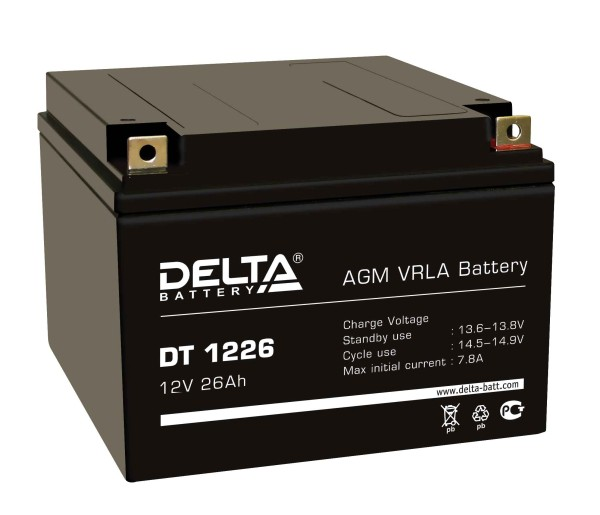 DELTA®
BATTERY
DT 1226
12V 26Ah
AGM VRLA Battery
Charge Voltage
Standby use : 13.6–13.8V
Cycle use : 14.5–14.9V
Max initial current : 7.8A
www.delta-batt.com
pb pb